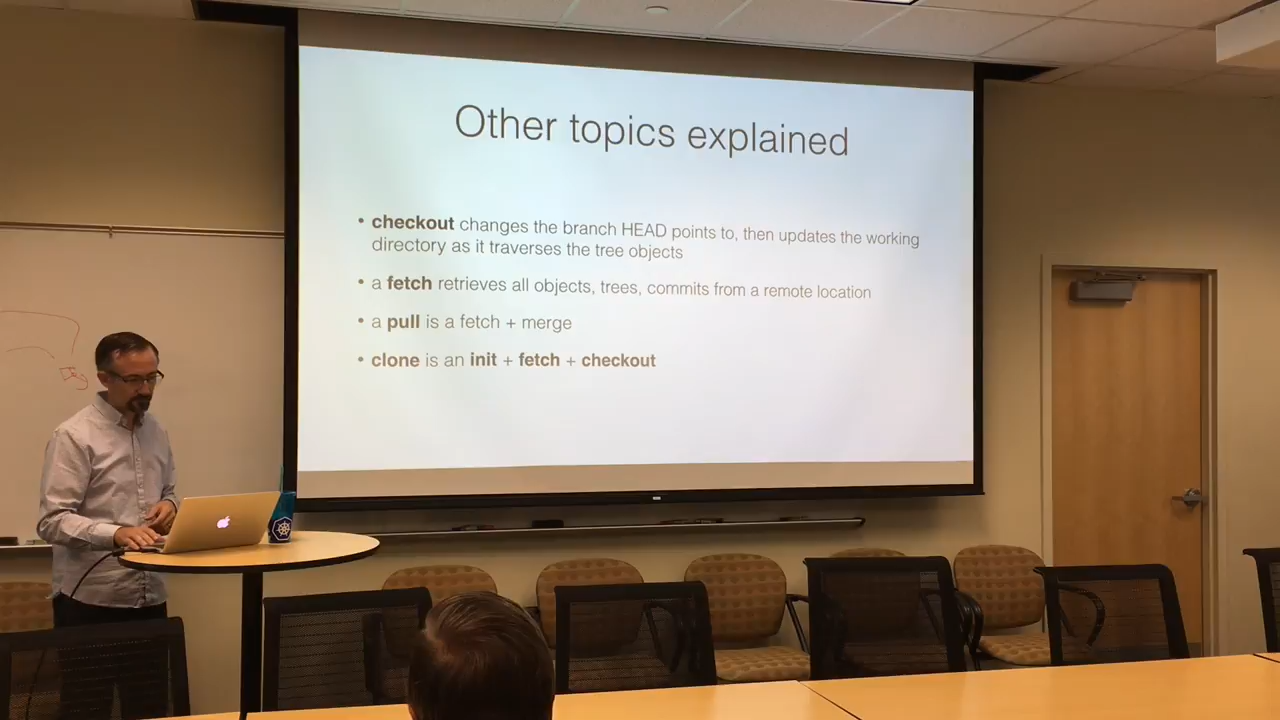 Other topics explained
• checkout changes the branch HEAD points to, then updates the working
directory as it traverses the tree objects
• a fetch retrieves all objects, trees, commits from a remote location
• a pull is a fetch + merge
• clone is an init + fetch + checkout